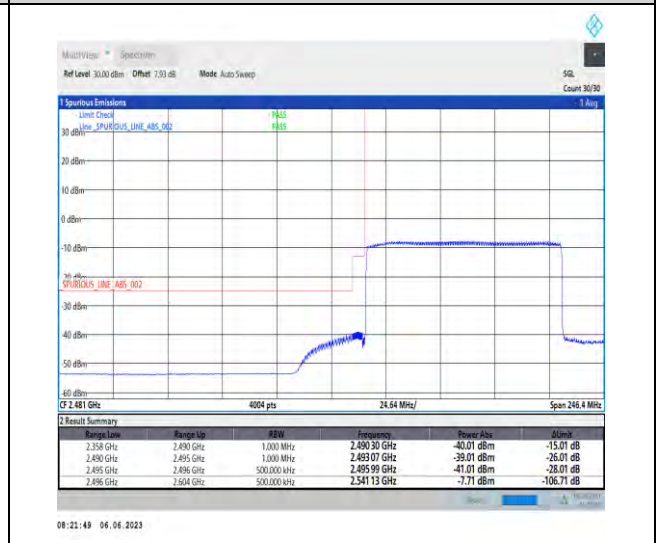 MultiView Spectrum
Ref Level 30.00 dBm Offset 7.93 dB Mode Auto Sweep SGL
Count 30/30
1 Spurious Emissions 1 Avg
Limit Check PASS
Line _SPURIOUS_LINE_ABS_002 PASS
30 dBm
20 dBm
10 dBm
0 dBm
-10 dBm
-20 dBm
_SPURIOUS_LINE_ABS_002
-30 dBm
-40 dBm
-50 dBm
-60 dBm
CF 2.481 GHz 4004 pts 24.64 MHz/ Span 246.4 MHz
2 Result Summary
Range Low Range Up RBW Frequency Power Abs ΔLimit
2.358 GHz 2.490 GHz 1.000 MHz 2.490 30 GHz -40.01 dBm -15.01 dB
2.490 GHz 2.495 GHz 1.000 MHz 2.493 07 GHz -39.01 dBm -26.01 dB
2.495 GHz 2.496 GHz 500.000 kHz 2.495 99 GHz -41.01 dBm -28.01 dB
2.496 GHz 2.604 GHz 500.000 kHz 2.541 13 GHz -7.71 dBm -106.71 dB
08:21:49 06.06.2023